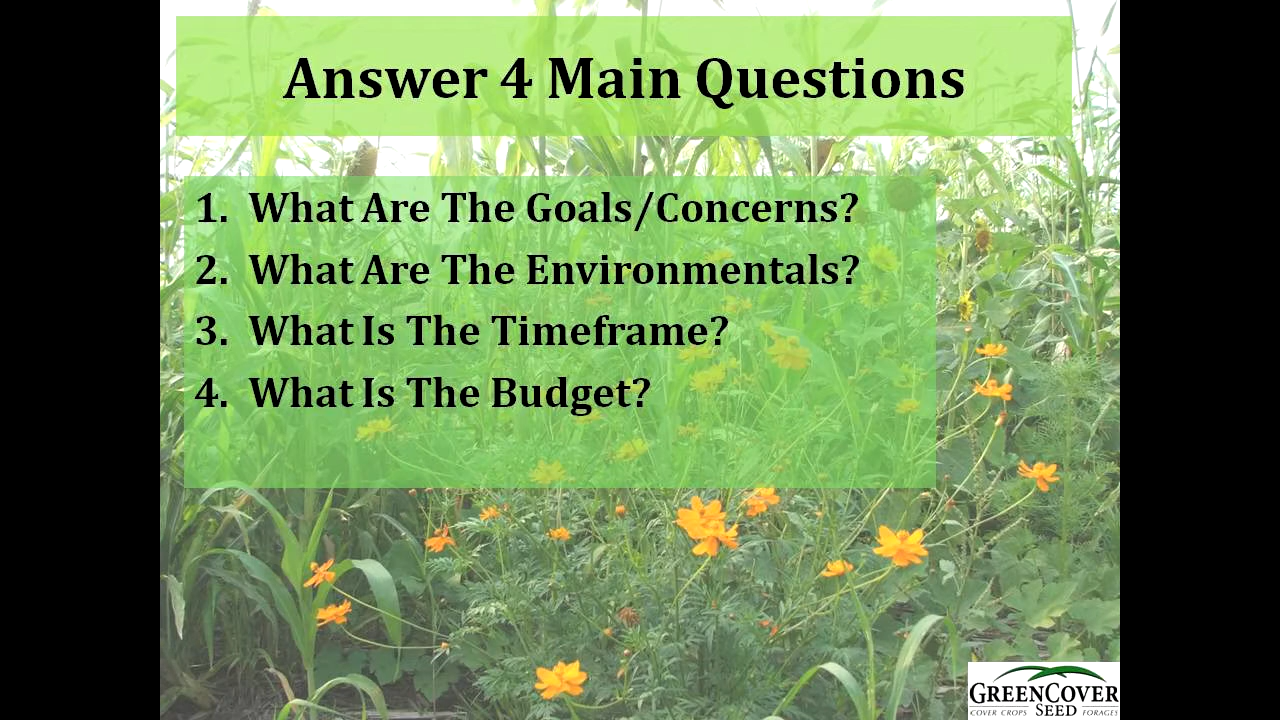 Answer 4 Main Questions
1. What Are The Goals/Concerns?
2. What Are The Environmentals?
3. What Is The Timeframe?
4. What Is The Budget?
GREENCOVER
COVER CROPS SEED FORAGES